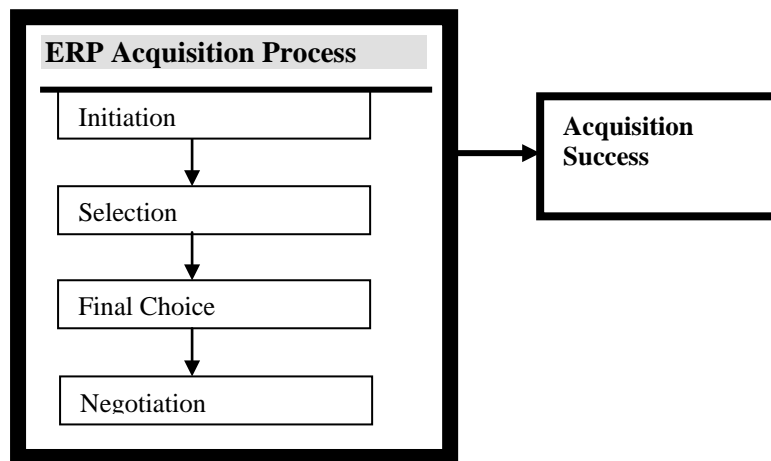 ERP Acquisition Process
Initiation
Selection
Final Choice
Negotiation
Acquisition
Success